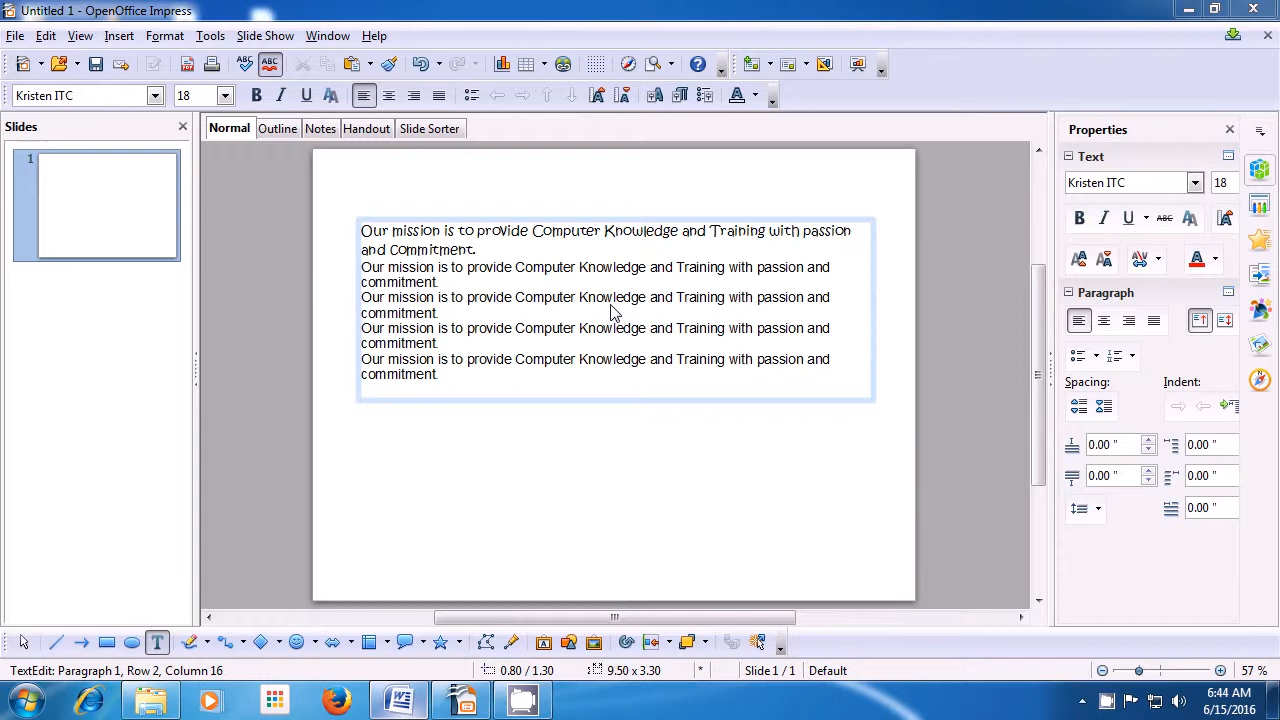 Untitled 1 - OpenOffice Impress
File Edit View Insert Format Tools Slide Show Window Help
Kristen ITC 18
Slides
Normal Outline Notes Handout Slide Sorter
1
Our mission is to provide Computer Knowledge and Training with passion
and Commitment.
Our mission is to provide Computer Knowledge and Training with passion and
commitment.
Our mission is to provide Computer Knowledge and Training with passion and
commitment.
Our mission is to provide Computer Knowledge and Training with passion and
commitment.
Our mission is to provide Computer Knowledge and Training with passion and
commitment.
Properties
Text
Kristen ITC 18
Paragraph
Spacing: Indent:
0.00 " 0.00 "
0.00 " 0.00 "
0.00 "
TextEdit: Paragraph 1, Row 2, Column 16 0.80 / 1.30 9.50 x 3.30 * Slide 1 / 1 Default 57 %
6:44 AM
6/15/2016